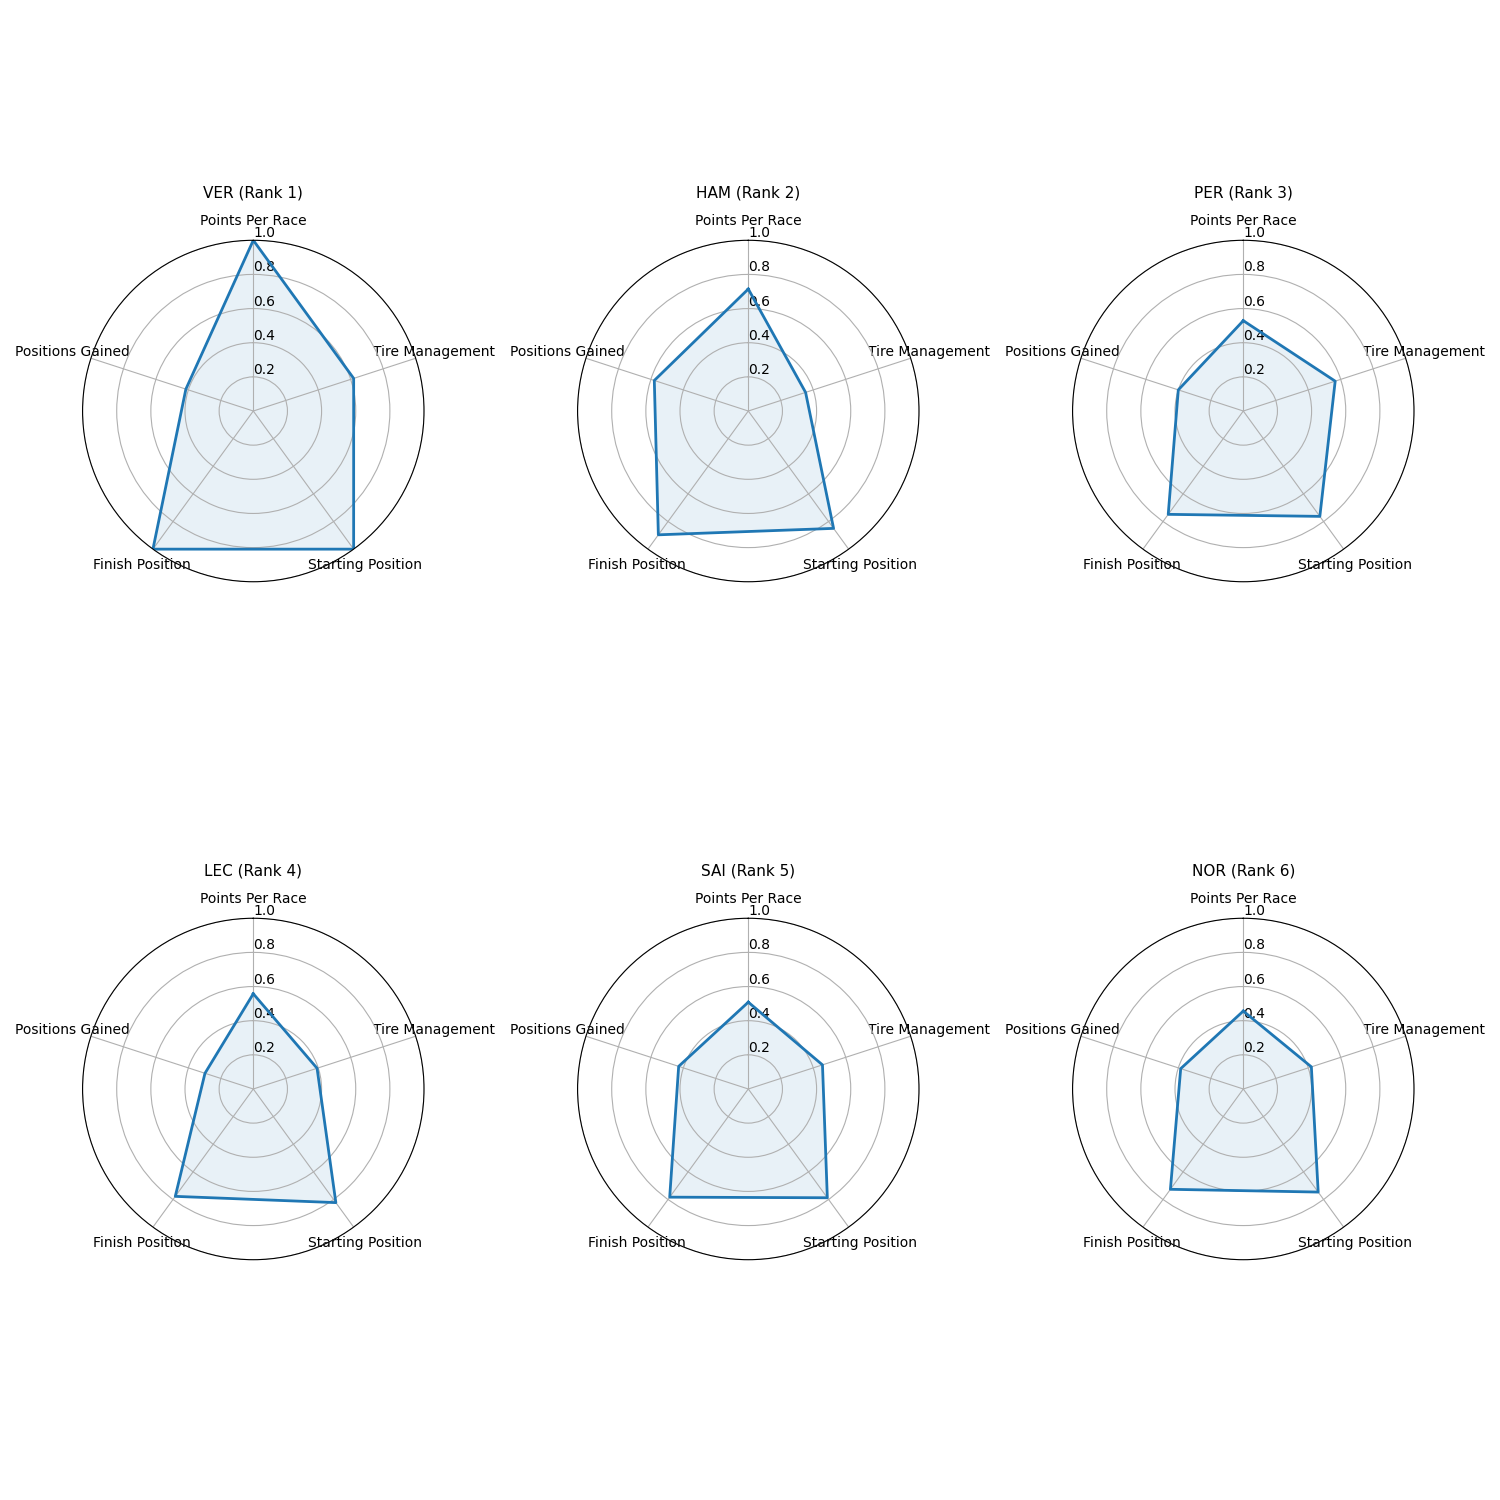 VER (Rank 1)
Points Per Race
1.0
0.8
0.6
0.4
0.2
Positions Gained
Tire Management
Finish Position
Starting Position
HAM (Rank 2)
Points Per Race
1.0
0.8
0.6
0.4
0.2
Positions Gained
Tire Management
Finish Position
Starting Position
PER (Rank 3)
Points Per Race
1.0
0.8
0.6
0.4
0.2
Positions Gained
Tire Management
Finish Position
Starting Position
LEC (Rank 4)
Points Per Race
1.0
0.8
0.6
0.4
0.2
Positions Gained
Tire Management
Finish Position
Starting Position
SAI (Rank 5)
Points Per Race
1.0
0.8
0.6
0.4
0.2
Positions Gained
Tire Management
Finish Position
Starting Position
NOR (Rank 6)
Points Per Race
1.0
0.8
0.6
0.4
0.2
Positions Gained
Tire Management
Finish Position
Starting Position